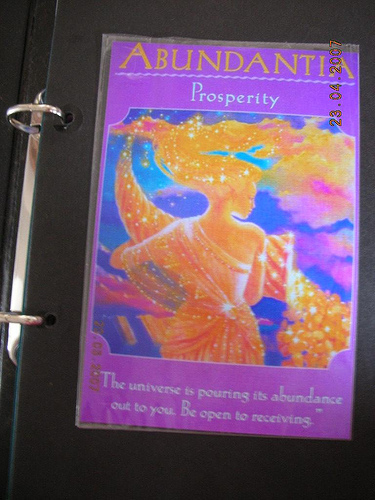 ABUNDANTIA
Prosperity
The universe is pouring its abundance
out to you. Be open to receiving."
23.04.2007